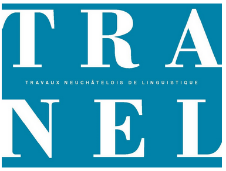 TRA
TRAVAUX NEUCHÂTELOIS DE LINGUISTIQUE
NEL